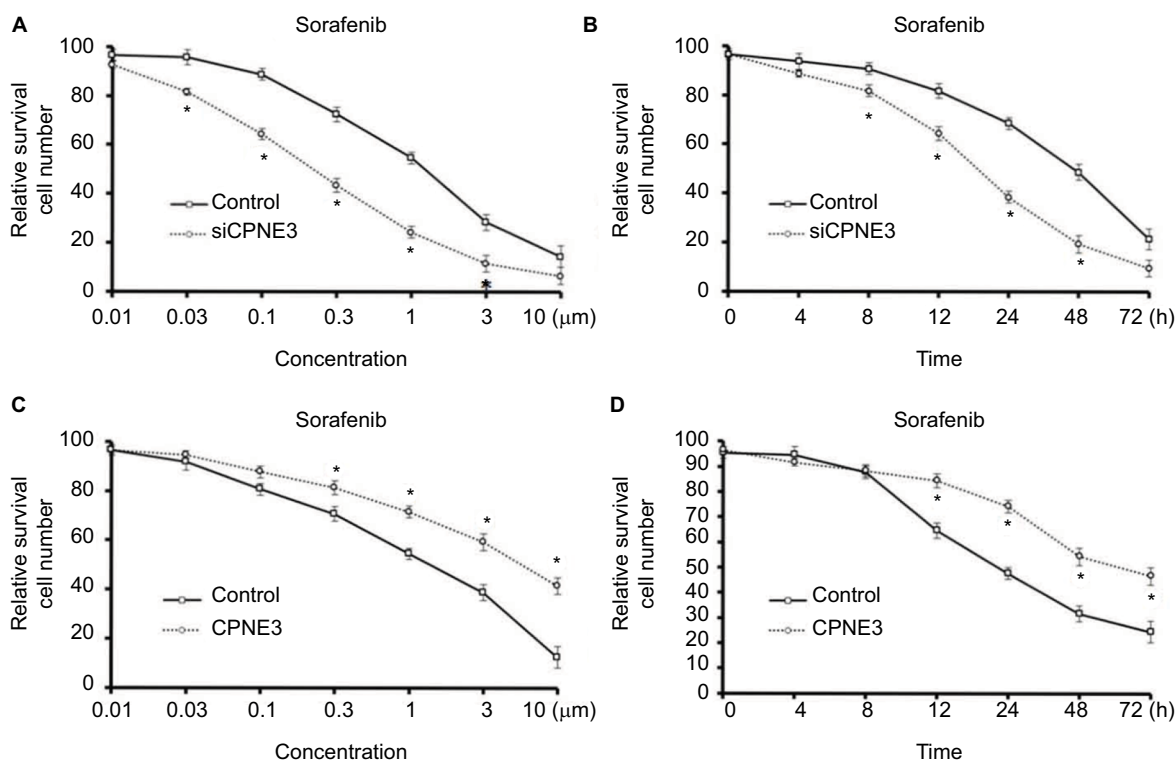 A
Sorafenib
100
80
60
40
20
0
Relative survival
cell number
Control
siCPNE3
*
*
*
*
*
0.01 0.03 0.1 0.3 1 3 10 (μm)
Concentration
B
Sorafenib
100
80
60
40
20
0
Relative survival
cell number
Control
siCPNE3
*
*
*
*
0 4 8 12 24 48 72 (h)
Time
C
Sorafenib
100
80
60
40
20
0
Relative survival
cell number
Control
CPNE3
*
*
*
*
0.01 0.03 0.1 0.3 1 3 10 (μm)
Concentration
D
Sorafenib
100
90
80
70
60
50
40
30
20
10
0
Relative survival
cell number
Control
CPNE3
*
*
*
*
0 4 8 12 24 48 72 (h)
Time